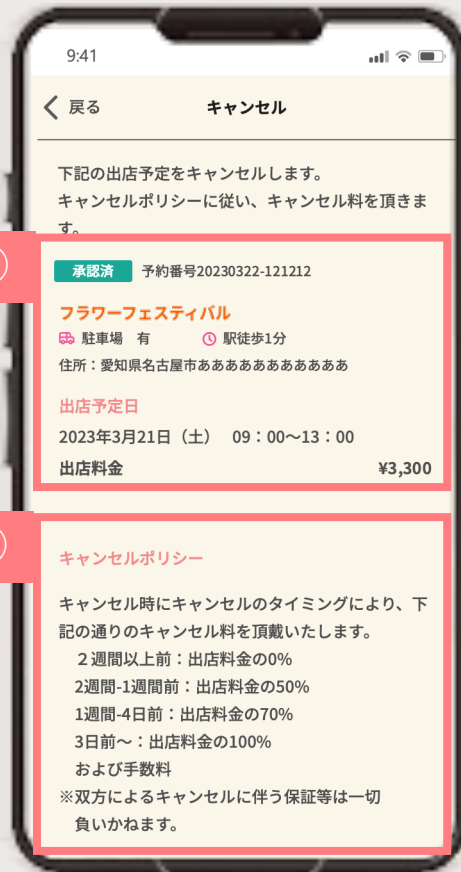 9:41
戻る
キャンセル
下記の出店予定をキャンセルします。
キャンセルポリシーに従い、キャンセル料を頂きま
す。
承認済 予約番号20230322-121212
フラワーフェスティバル
駐車場 有 駅徒歩1分
住所：愛知県名古屋市あああああああああああ
出店予定日
2023年3月21日（土） 09：00〜13：00
出店料金 ¥3,300
キャンセルポリシー
キャンセル時にキャンセルのタイミングにより、下
記の通りのキャンセル料を頂戴いたします。
２週間以上前：出店料金の0%
2週間-1週間前：出店料金の50%
1週間-4日前：出店料金の70%
3日前〜：出店料金の100%
および手数料
※双方によるキャンセルに伴う保証等は一切
負いかねます。